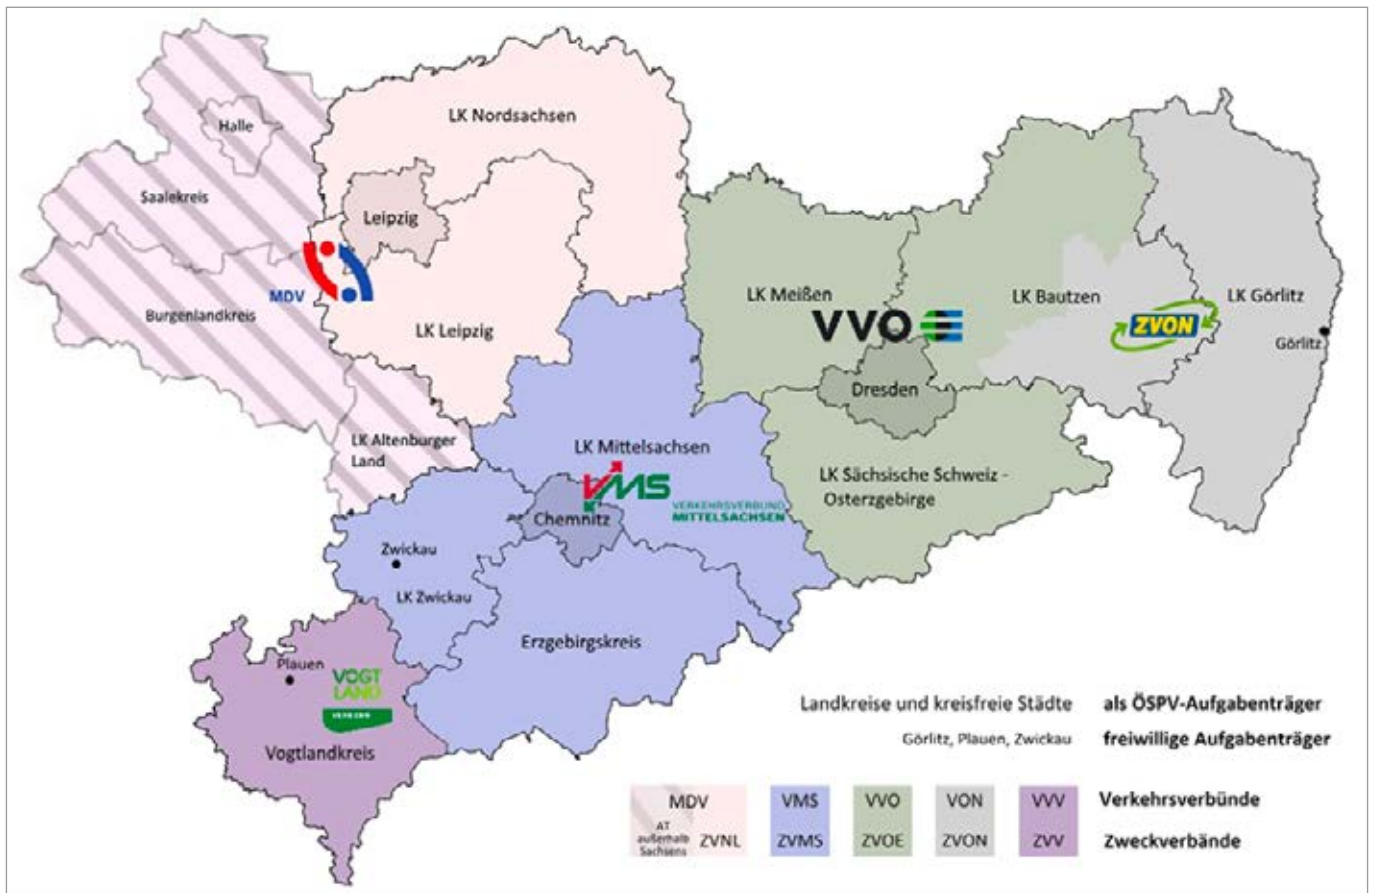 LK Nordsachsen
Halle
Saalekreis
Leipzig
MDV
Burgenlandkreis
LK Leipzig
LK Meißen
LK Bautzen
LK Görlitz
VVO
ZVON
Görlitz
Dresden
LK Altenburger
Land
LK Mittelsachsen
LK Sächsische Schweiz -
Osterzgebirge
VMS
VERKEHRSVERBUND
MITTELSACHSEN
Chemnitz
Zwickau
LK Zwickau
Erzgebirgskreis
Plauen
VOGT
LAND
VERKEHR
Vogtlandkreis
Landkreise und kreisfreie Städte als ÖSPV-Aufgabenträger
Görlitz, Plauen, Zwickau freiwillige Aufgabenträger
MDV VMS VVO VON VVV Verkehrsverbünde
AT
außerhalb
Sachsens
ZVNL ZVMS ZVOE ZVON ZVV Zweckverbände